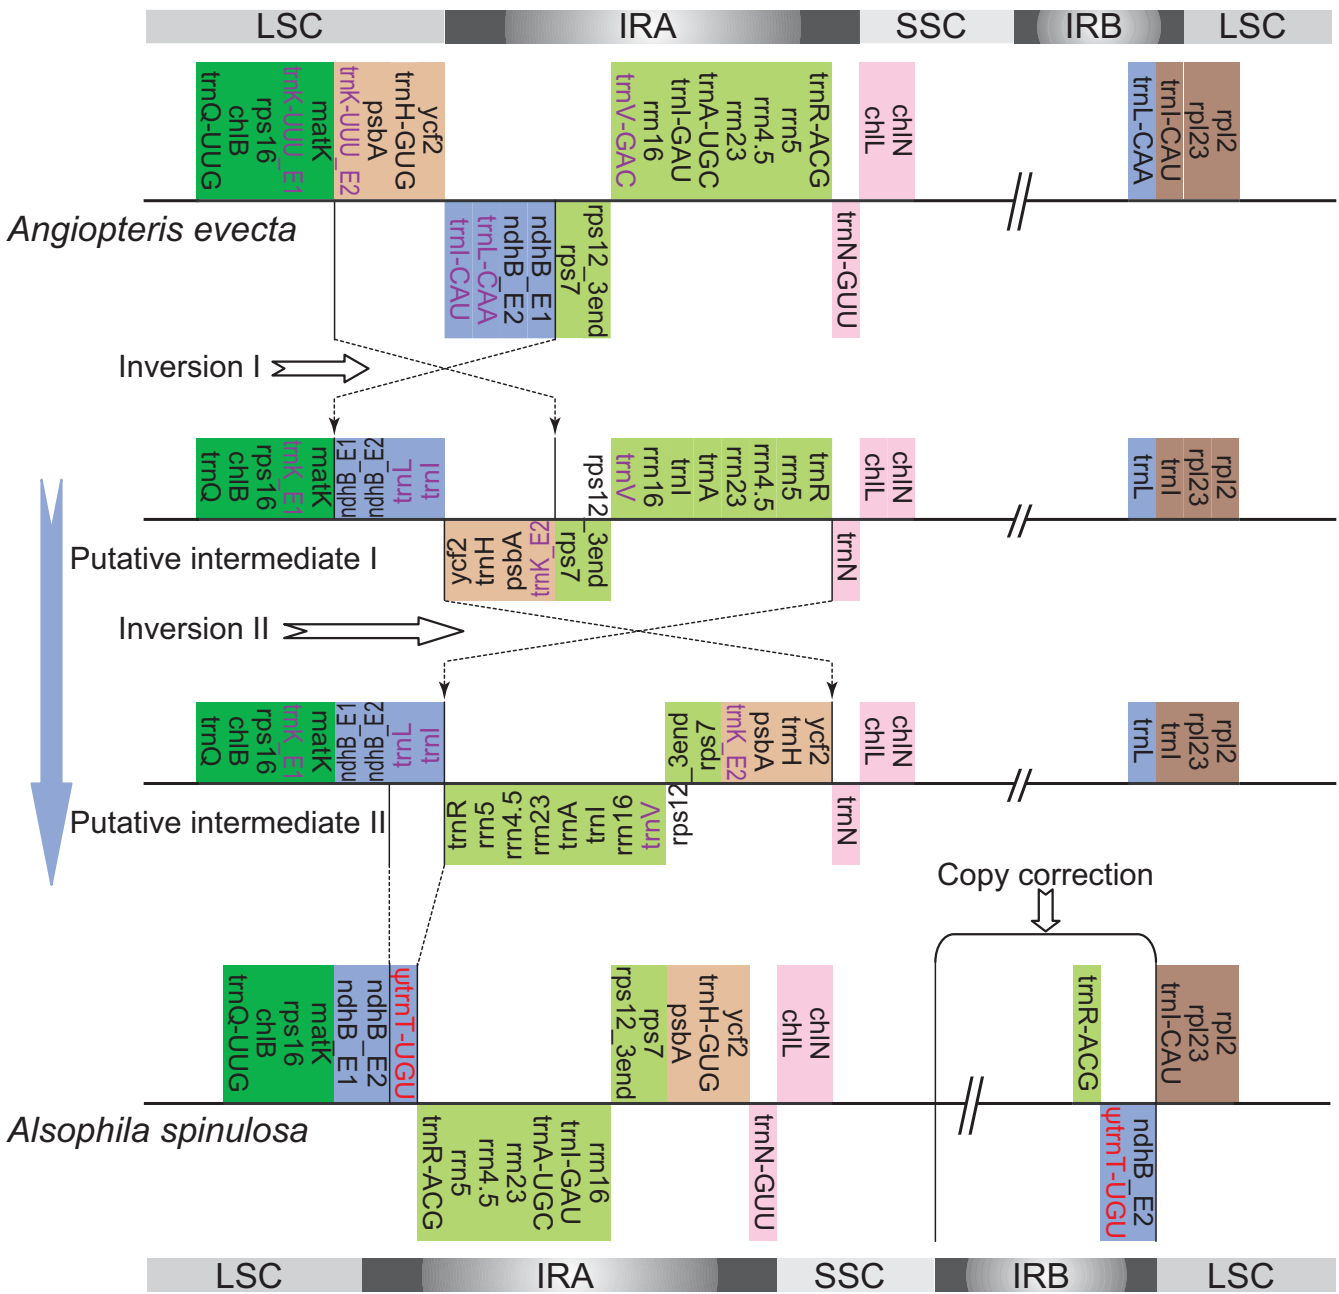 LSC IRA SSC IRB LSC
trnQ-UUG chlB rps16 trnK-UUU_E1 matK trnK-UUU_E2 psbA trnH-GUG ycf2 trnV-GAC rrn16 trnI-GAU trnA-UGC rrn23 rrn4.5 rrn5 trnR-ACG chlL chlN trnL-CAA trnI-CAU rpl23 rpl2
Angiopteris evecta
trnI-CAU trnL-CAA ndhB_E2 ndhB_E1 rps7 rps12_3end trnN-GUU
Inversion I
trnQ chlB rps16 trnK_E1 matK ndhB_E1 ndhB_E2 trnL trnI trnV rrn16 trnI trnA rrn23 rrn4.5 rrn5 trnR chlL chlN trnL trnI rpl23 rpl2
Putative intermediate I
ycf2 trnH psbA trnK_E2 rps7 rps12_3end trnN
Inversion II
trnQ chlB rps16 trnK_E1 matK ndhB_E1 ndhB_E2 trnL trnI rps12_3end rps7 trnK_E2 psbA trnH ycf2 chlL chlN trnL trnI rpl23 rpl2
Putative intermediate II
trnR rrn5 rrn4.5 rrn23 trnA trnI rrn16 trnV trnN
Copy correction
trnQ-UUG chlB rps16 matK ndhB_E1 ndhB_E2 ψtrnT-UGU rps12_3end rps7 psbA trnH-GUG ycf2 chlL chlN trnR-ACG trnI-CAU rpl23 rpl2
Alsophila spinulosa
trnR-ACG rrn5 rrn4.5 rrn23 trnA-UGC trnI-GAU rrn16 trnN-GUU ψtrnT-UGU ndhB_E2
LSC IRA SSC IRB LSC